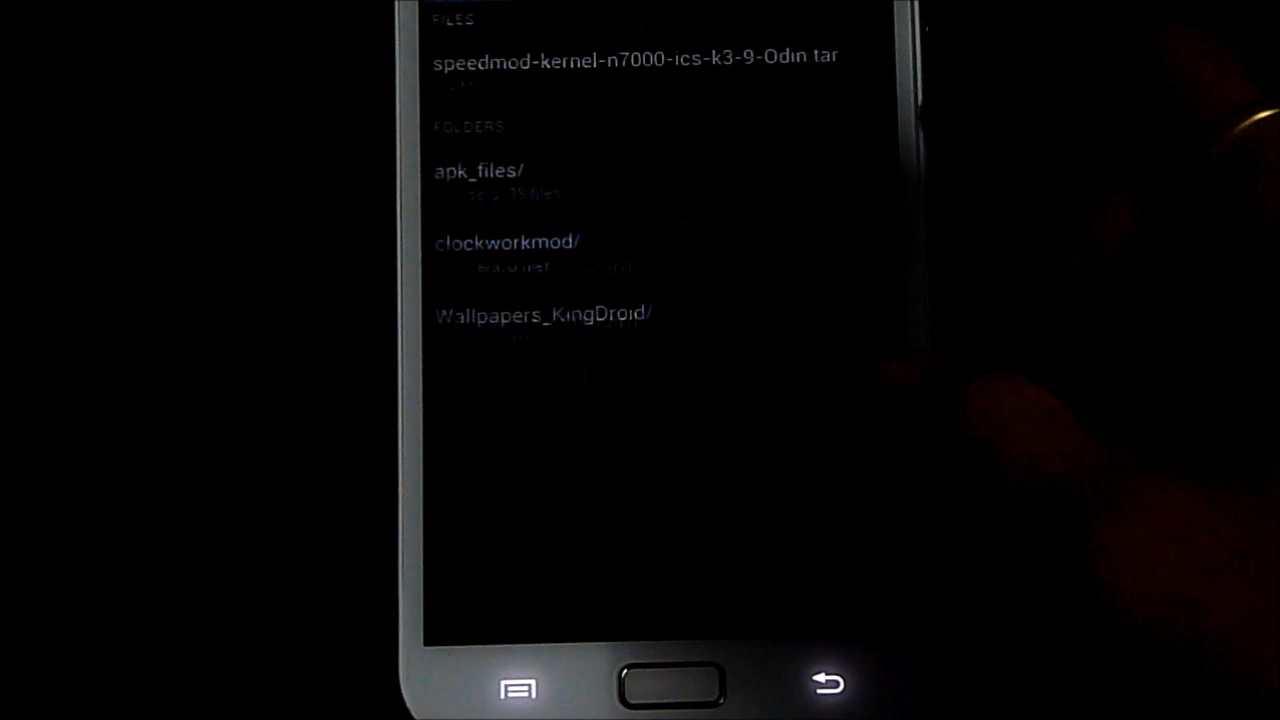 FILES
speedmod-kernel-n7000-ics-k3-9-Odin.tar
FOLDERS
apk_files/
clockworkmod/
Wallpapers_KingDroid/